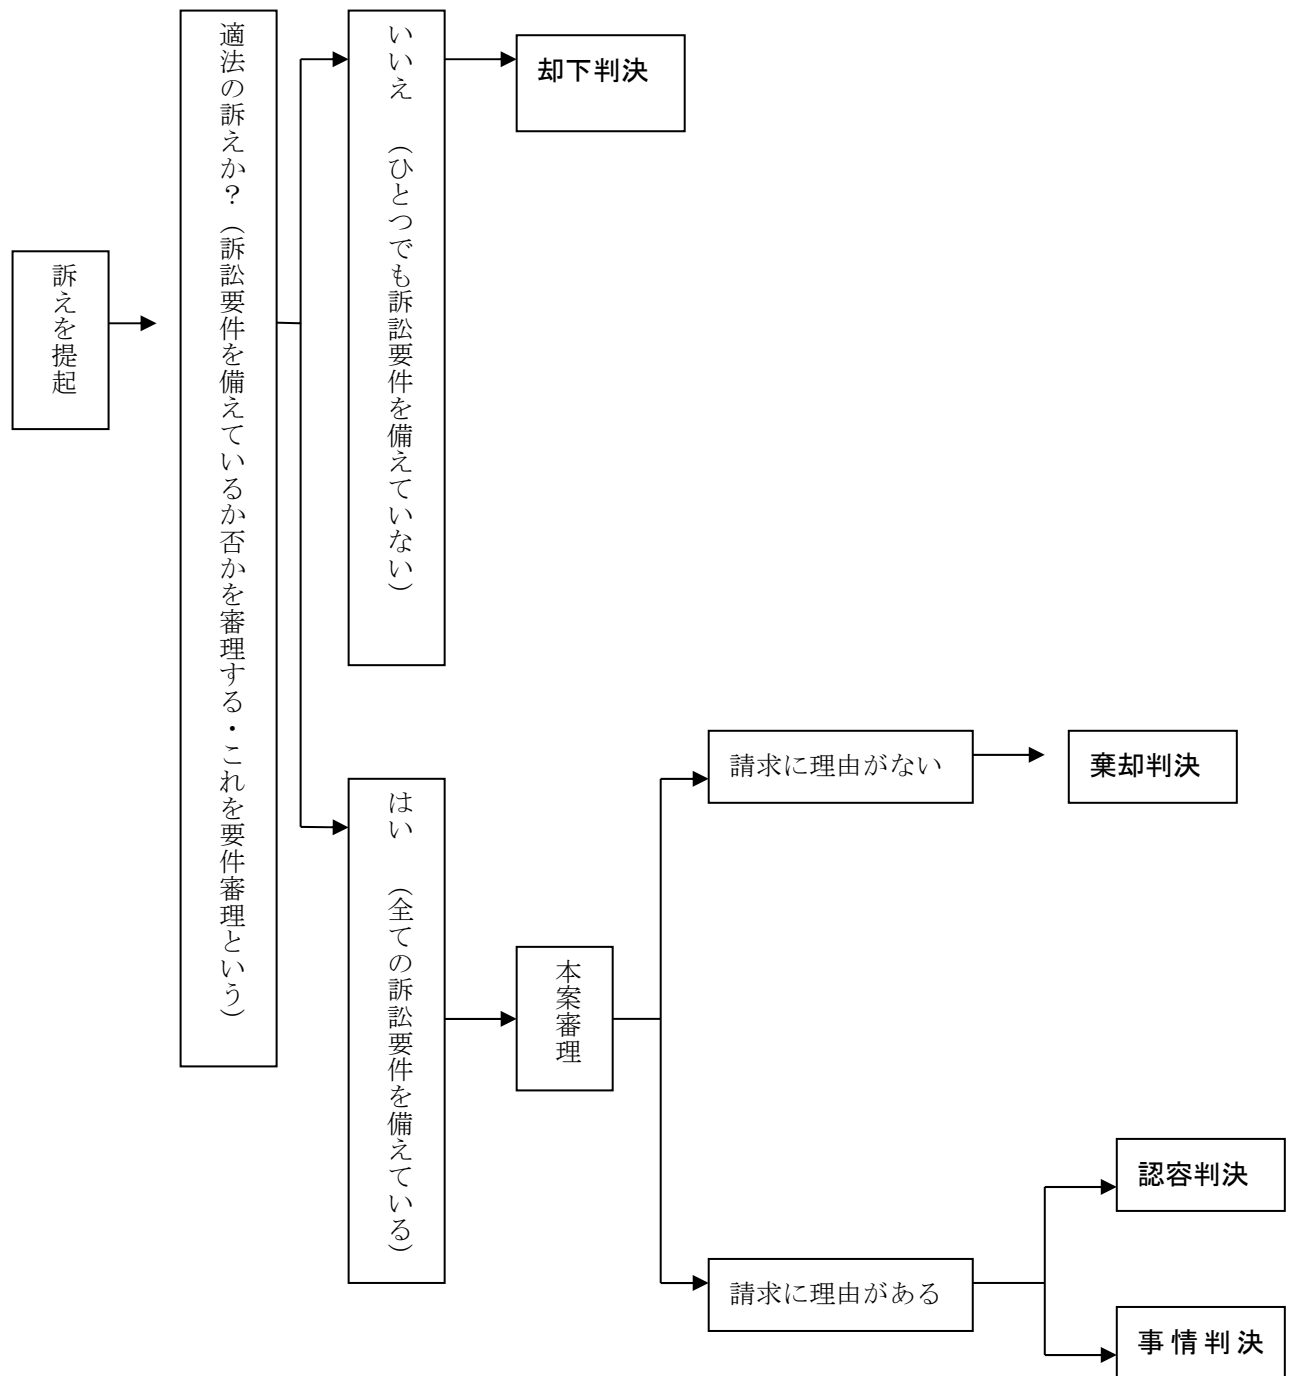 訴えを提起
適法の訴えか？（訴訟要件を備えているか否かを審理する・これを要件審理という）
いいえ　（ひとつでも訴訟要件を備えていない）
却下判決
はい　（全ての訴訟要件を備えている）
本案審理
請求に理由がない
棄却判決
請求に理由がある
認容判決
事情判決